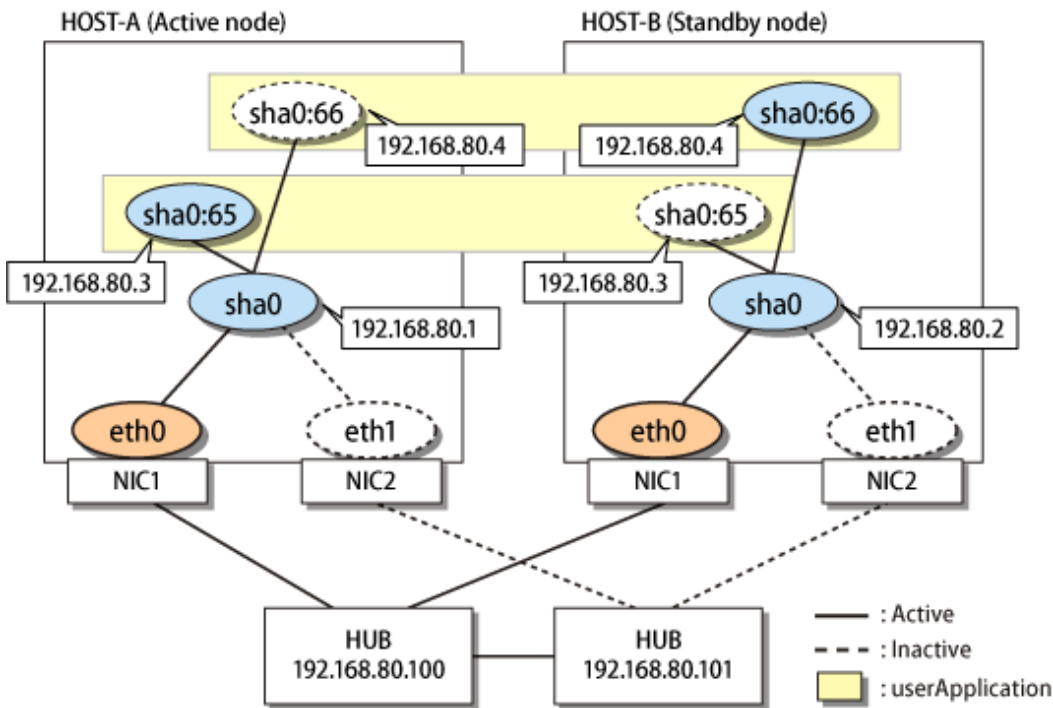 HOST-A (Active node)
HOST-B (Standby node)
sha0:66
sha0:66
192.168.80.4
192.168.80.4
sha0:65
sha0:65
192.168.80.3
192.168.80.3
sha0
sha0
192.168.80.1
192.168.80.2
eth0
eth1
eth0
eth1
NIC1
NIC2
NIC1
NIC2
HUB
192.168.80.100
HUB
192.168.80.101
: Active
: Inactive
: userApplication